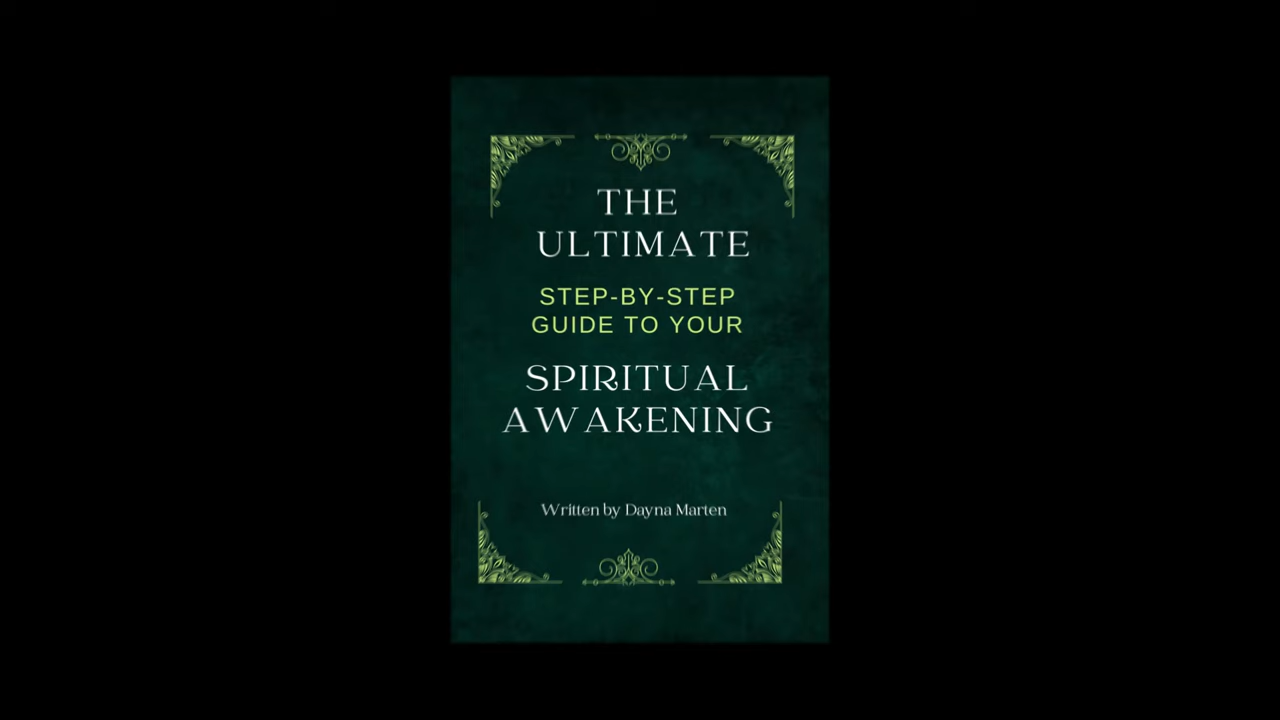 THE
ULTIMATE
STEP-BY-STEP
GUIDE TO YOUR
SPIRITUAL
AWAKENING
Written by Dayna Marten